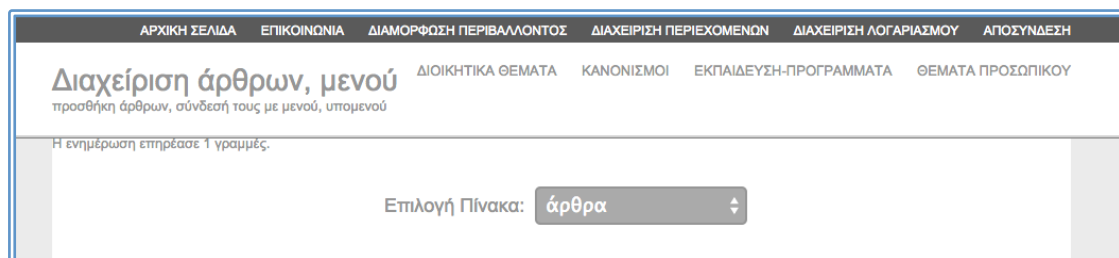 ΑΡΧΙΚΗ ΣΕΛΙΔΑ ΕΠΙΚΟΙΝΩΝΙΑ ΔΙΑΜΟΡΦΩΣΗ ΠΕΡΙΒΑΛΛΟΝΤΟΣ ΔΙΑΧΕΙΡΙΣΗ ΠΕΡΙΕΧΟΜΕΝΩΝ ΔΙΑΧΕΙΡΙΣΗ ΛΟΓΑΡΙΑΣΜΟΥ ΑΠΟΣΥΝΔΕΣΗ
Διαχείριση άρθρων, μενού ΔΙΟΙΚΗΤΙΚΑ ΘΕΜΑΤΑ ΚΑΝΟΝΙΣΜΟΙ ΕΚΠΑΙΔΕΥΣΗ-ΠΡΟΓΡΑΜΜΑΤΑ ΘΕΜΑΤΑ ΠΡΟΣΩΠΙΚΟΥ
προσθήκη άρθρων, σύνδεσή τους με μενού, υπομενού
Η ενημέρωση επηρέασε 1 γραμμές.
Επιλογή Πίνακα: άρθρα